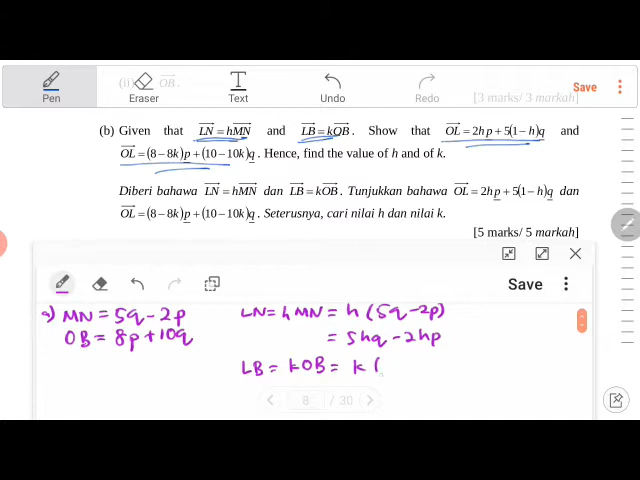 (ii) OB.
[3 marks/ 3 markah]
Save
Pen
Eraser
Text
Undo
Redo
(b) Given that LN = hMN and LB = kOB. Show that OL = 2hp + 5(1 – h)q and
OL = (8 – 8k)p + (10 – 10k)q. Hence, find the value of h and of k.
Diberi bahawa LN = hMN dan LB = kOB. Tunjukkan bahawa OL = 2hp + 5(1 – h)q dan
OL = (8 – 8k)p + (10 – 10k)q. Seterusnya, cari nilai h dan nilai k.
[5 marks/ 5 markah]
Save
a) MN = 5q - 2p
OB = 8p + 10q
LN = h MN = h (5q - 2p)
= 5hq - 2hp
LB = kOB = k (
8 / 30